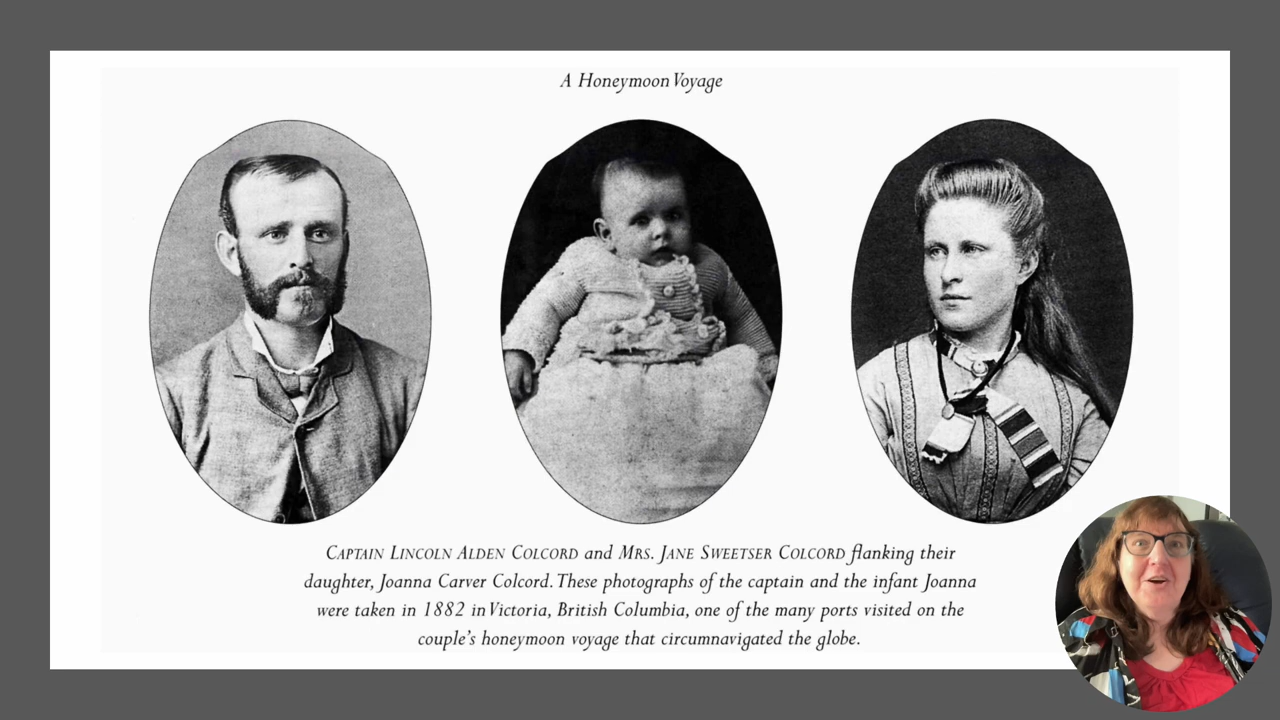 A Honeymoon Voyage
Captain Lincoln Alden Colcord and Mrs. Jane Sweetser Colcord flanking their
daughter, Joanna Carver Colcord. These photographs of the captain and the infant Joanna
were taken in 1882 in Victoria, British Columbia, one of the many ports visited on the
couple's honeymoon voyage that circumnavigated the globe.